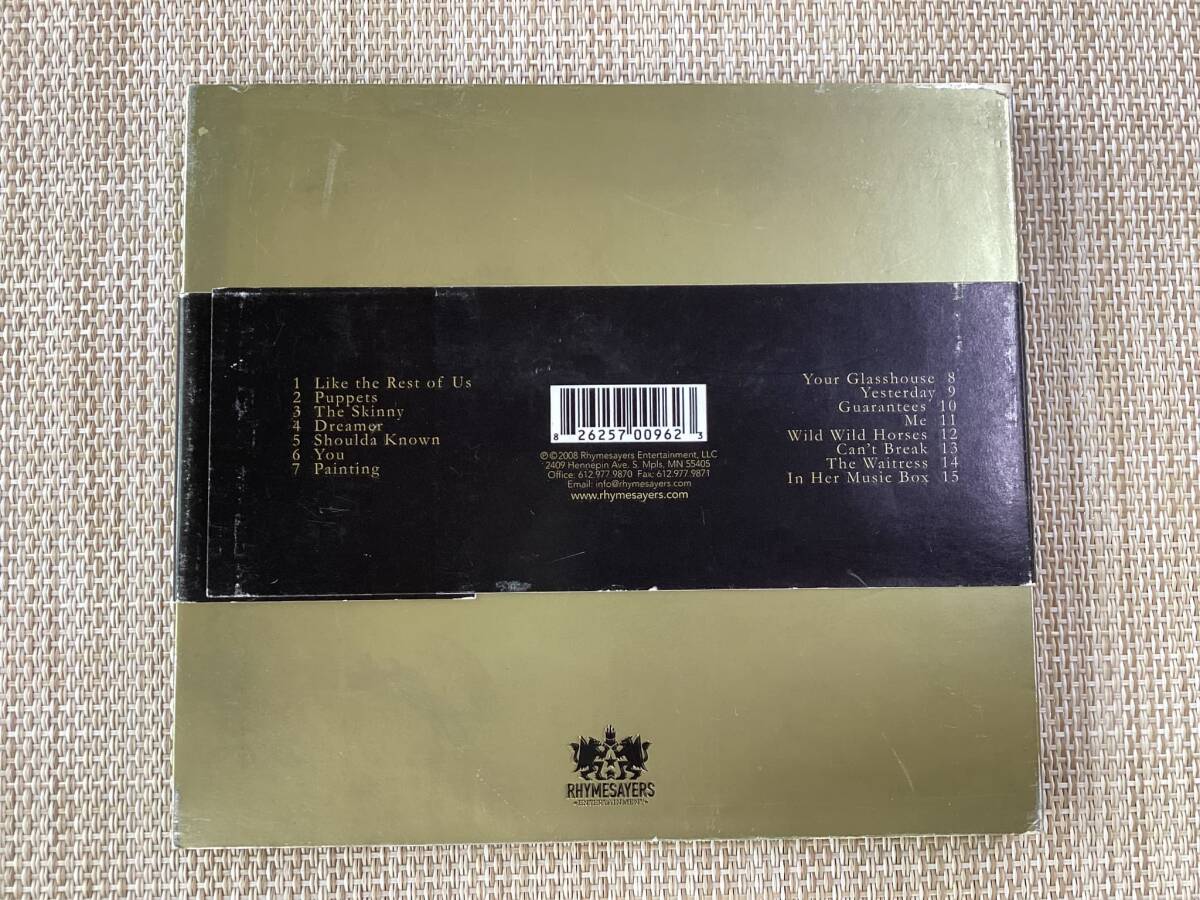 1 Like the Rest of Us
2 Puppets
3 The Skinny
4 Dreamer
5 Shoulda Known
6 You
7 Painting
8 26257 00962 3
℗©2008 Rhymesayers Entertainment, LLC
2409 Hennepin Ave. S. Mpls, MN 55405
Office: 612.977.9870 Fax: 612.977.9871
Email: info@rhymesayers.com
www.rhymesayers.com
Your Glasshouse 8
Yesterday 9
Guarantees 10
Me 11
Wild Wild Horses 12
Can't Break 13
The Waitress 14
In Her Music Box 15
RHYMESAYERS
ENTERTAINMENT